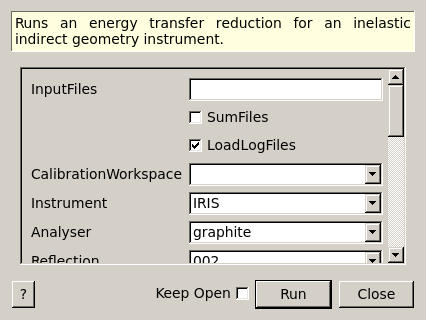 Runs an energy transfer reduction for an inelastic
indirect geometry instrument.
InputFiles
SumFiles
LoadLogFiles
CalibrationWorkspace
Instrument IRIS
Analyser graphite
Reflection 002
? Keep Open Run Close